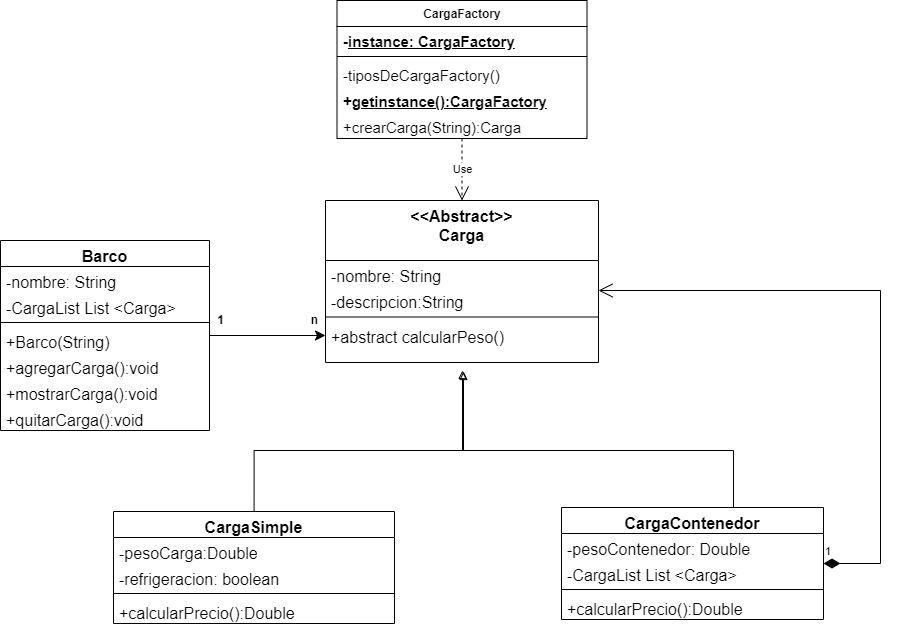 CargaFactory
-instance: CargaFactory
-tiposDeCargaFactory()
+getinstance():CargaFactory
+crearCarga(String):Carga
Use
<<Abstract>>
Carga
-nombre: String
-descripcion:String
+abstract calcularPeso()
Barco
-nombre: String
-CargaList List <Carga>
+Barco(String)
+agregarCarga():void
+mostrarCarga():void
+quitarCarga():void
1
n
CargaSimple
-pesoCarga:Double
-refrigeracion: boolean
+calcularPrecio():Double
CargaContenedor
-pesoContenedor: Double
-CargaList List <Carga>
+calcularPrecio():Double
1